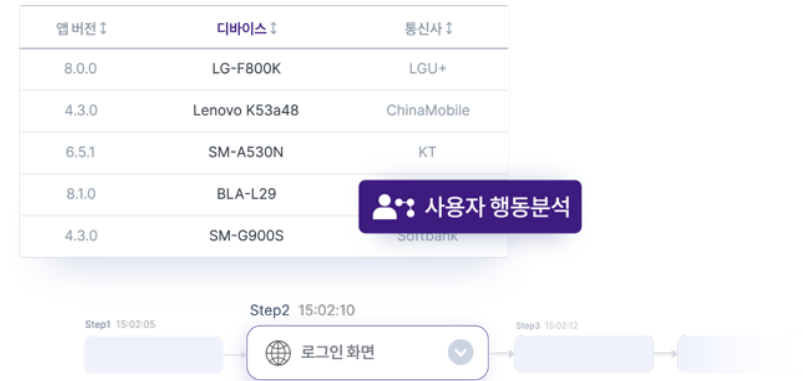 앱 버전 디바이스 통신사
8.0.0 LG-F800K LGU+
4.3.0 Lenovo K53a48 ChinaMobile
6.5.1 SM-A530N KT
8.1.0 BLA-L29
사용자 행동분석
4.3.0 SM-G900S Softbank
Step2 15:02:10
Step1 15:02:05
Step3 15:02:12
로그인 화면